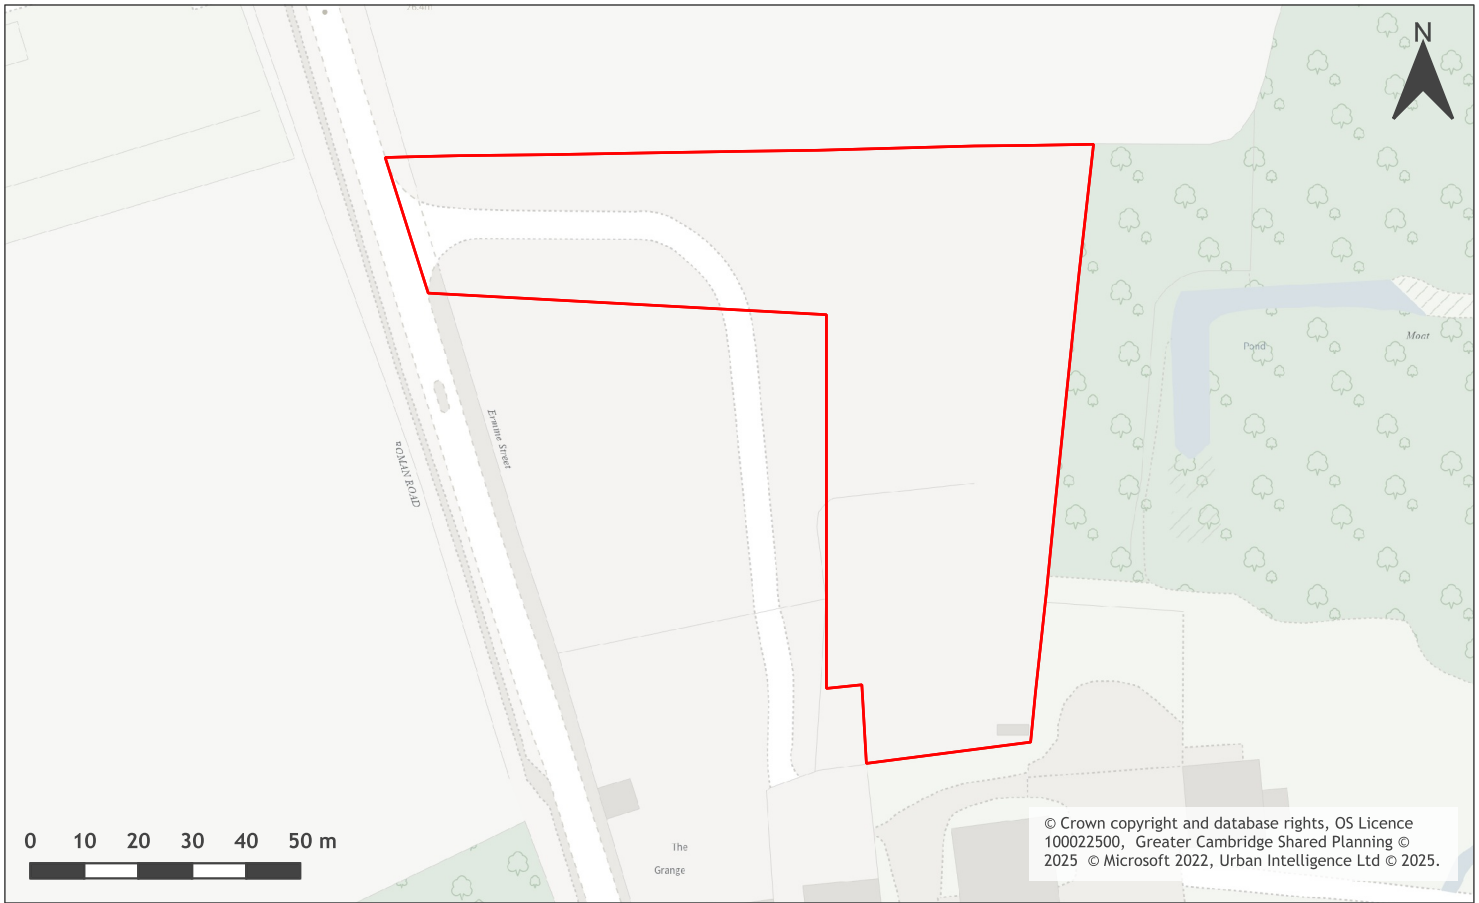 N
Ermine Street
ROMAN ROAD
Pond
Moat
The
Grange
0 10 20 30 40 50 m
© Crown copyright and database rights, OS Licence
100022500, Greater Cambridge Shared Planning ©
2025 © Microsoft 2022, Urban Intelligence Ltd © 2025.